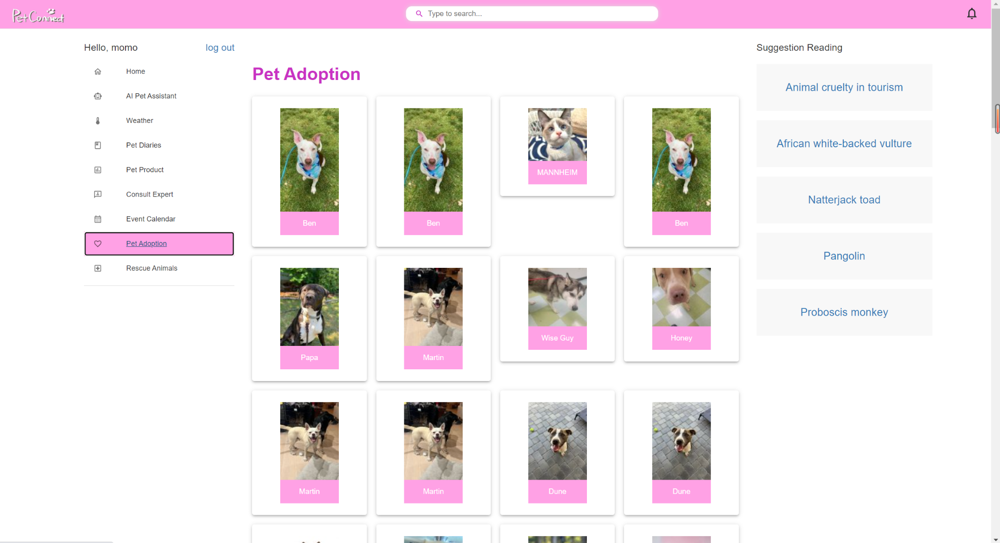 PetConnect
Type to search...
Hello, momo
log out
Home
AI Pet Assistant
Weather
Pet Diaries
Pet Product
Consult Expert
Event Calendar
Pet Adoption
Rescue Animals
Pet Adoption
Ben
Ben
MANNHEIM
Ben
Papa
Martin
Wise Guy
Honey
Martin
Martin
Dune
Dune
Suggestion Reading
Animal cruelty in tourism
African white-backed vulture
Natterjack toad
Pangolin
Proboscis monkey